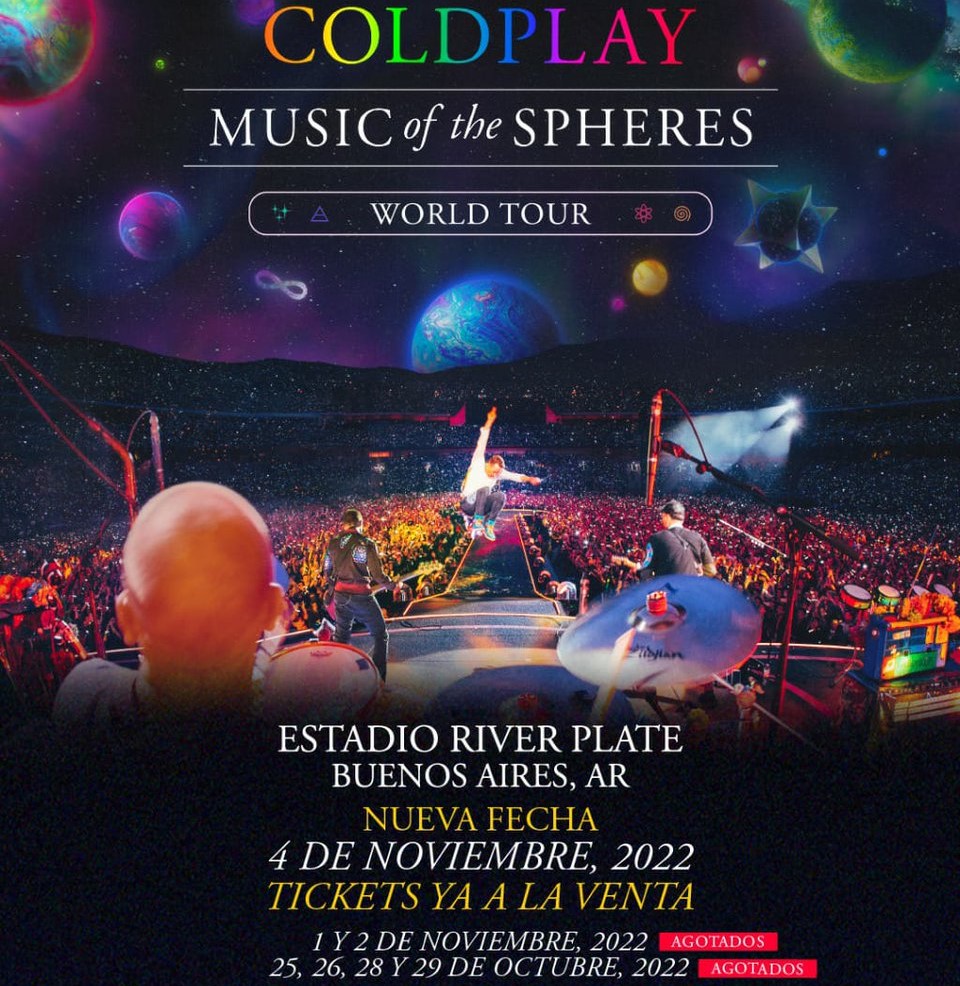 COLDPLAY
MUSIC of the SPHERES
WORLD TOUR
Zildjian
ESTADIO RIVER PLATE
BUENOS AIRES, AR
NUEVA FECHA
4 DE NOVIEMBRE, 2022
TICKETS YA A LA VENTA
1 Y 2 DE NOVIEMBRE, 2022 AGOTADOS
25, 26, 28 Y 29 DE OCTUBRE, 2022 AGOTADOS